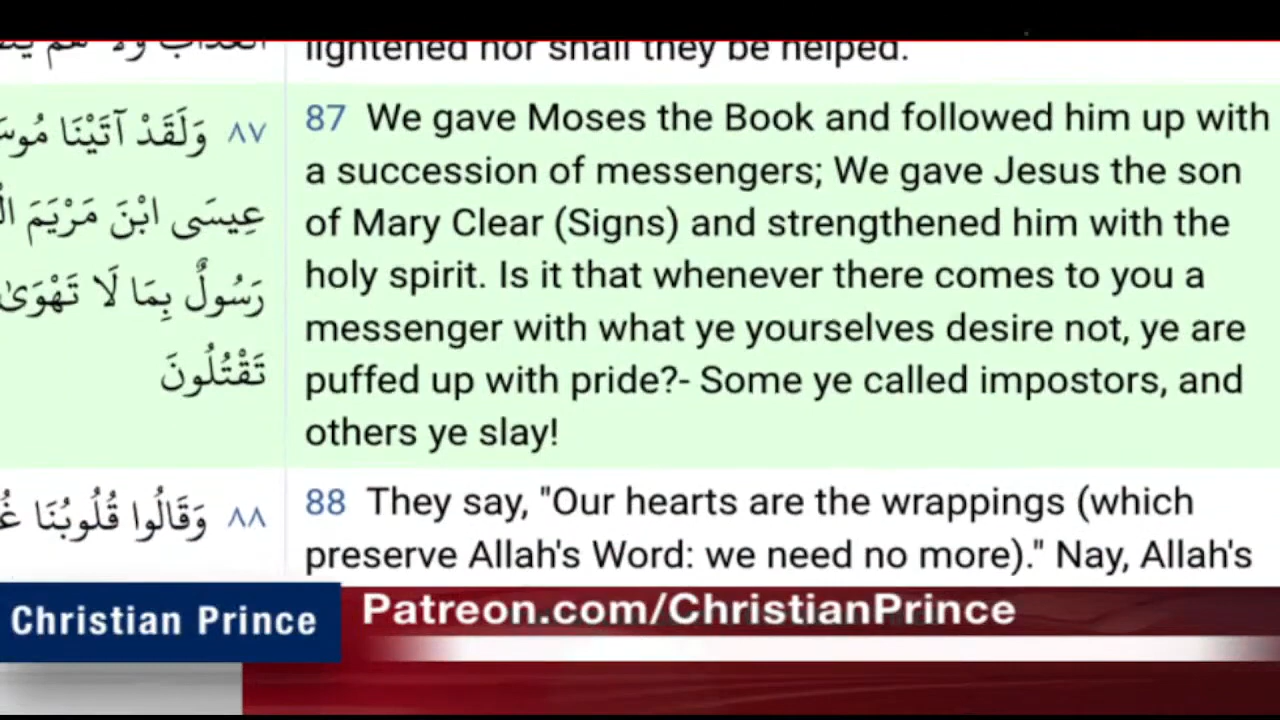 lightened nor shall they be helped.
٨٧ وَلَقَدْ آتَيْنَا
87 We gave Moses the Book and followed him up with
a succession of messengers; We gave Jesus the son
عِيسَى ابْنَ مَرْيَمَ
of Mary Clear (Signs) and strengthened him with the
holy spirit. Is it that whenever there comes to you a
رَسُولٌ بِمَا لَا تَهْوَىٰ
messenger with what ye yourselves desire not, ye are
تَقْتُلُونَ
puffed up with pride?- Some ye called impostors, and
others ye slay!
٨٨ وَقَالُوا قُلُوبُنَا
88 They say, "Our hearts are the wrappings (which
preserve Allah's Word: we need no more)." Nay, Allah's
Christian Prince
Patreon.com/ChristianPrince